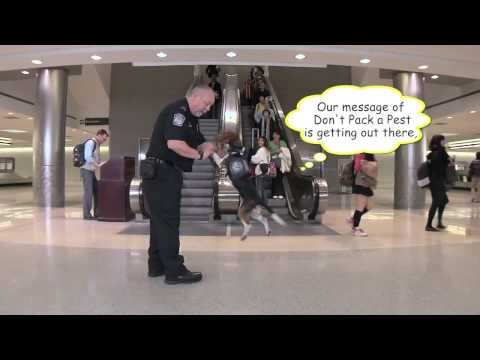 Our message of
Don't Pack a Pest
is getting out there,